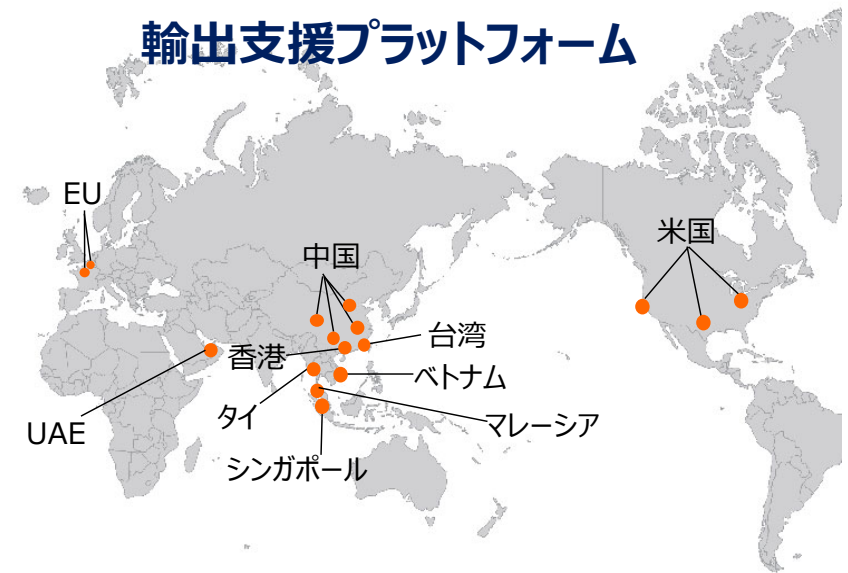 輸出支援プラットフォーム
EU
米国
中国
台湾
香港
ベトナム
タイ
マレーシア
UAE
シンガポール